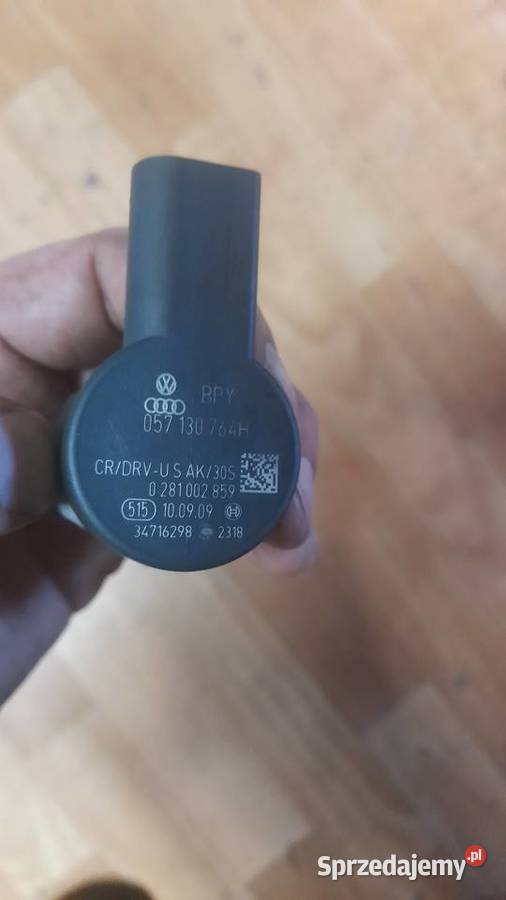 BPY
057 130 764H
CR/DRV-U S AK/30S
0 281 002 859
515 10.09.09
34716298 2318
Sprzedajemy.pl